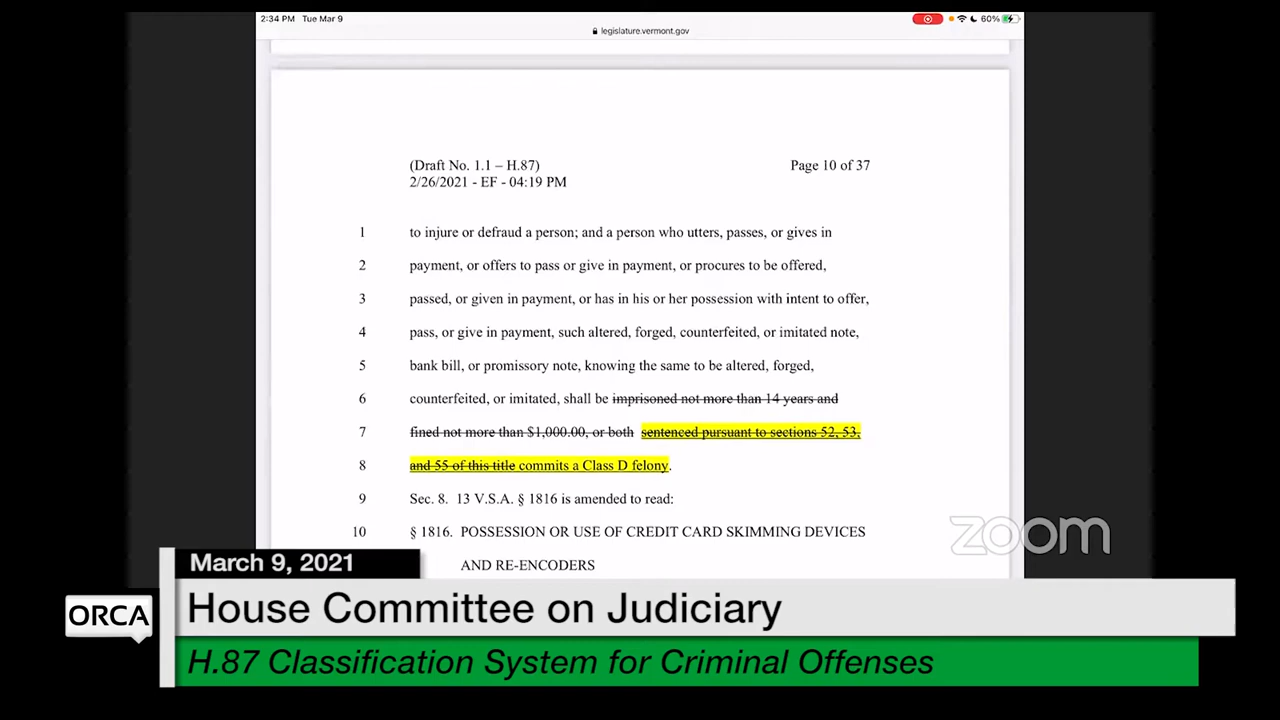 2:34 PM Tue Mar 9
60%
legislature.vermont.gov
(Draft No. 1.1 – H.87) Page 10 of 37
2/26/2021 - EF - 04:19 PM
1 to injure or defraud a person; and a person who utters, passes, or gives in
2 payment, or offers to pass or give in payment, or procures to be offered,
3 passed, or given in payment, or has in his or her possession with intent to offer,
4 pass, or give in payment, such altered, forged, counterfeited, or imitated note,
5 bank bill, or promissory note, knowing the same to be altered, forged,
6 counterfeited, or imitated, shall be imprisoned not more than 14 years and
7 fined not more than $1,000.00, or both sentenced pursuant to sections 52, 53,
8 and 55 of this title commits a Class D felony.
9 Sec. 8. 13 V.S.A. § 1816 is amended to read:
10 § 1816. POSSESSION OR USE OF CREDIT CARD SKIMMING DEVICES
AND RE-ENCODERS
zoom
March 9, 2021
ORCA
House Committee on Judiciary
H.87 Classification System for Criminal Offenses